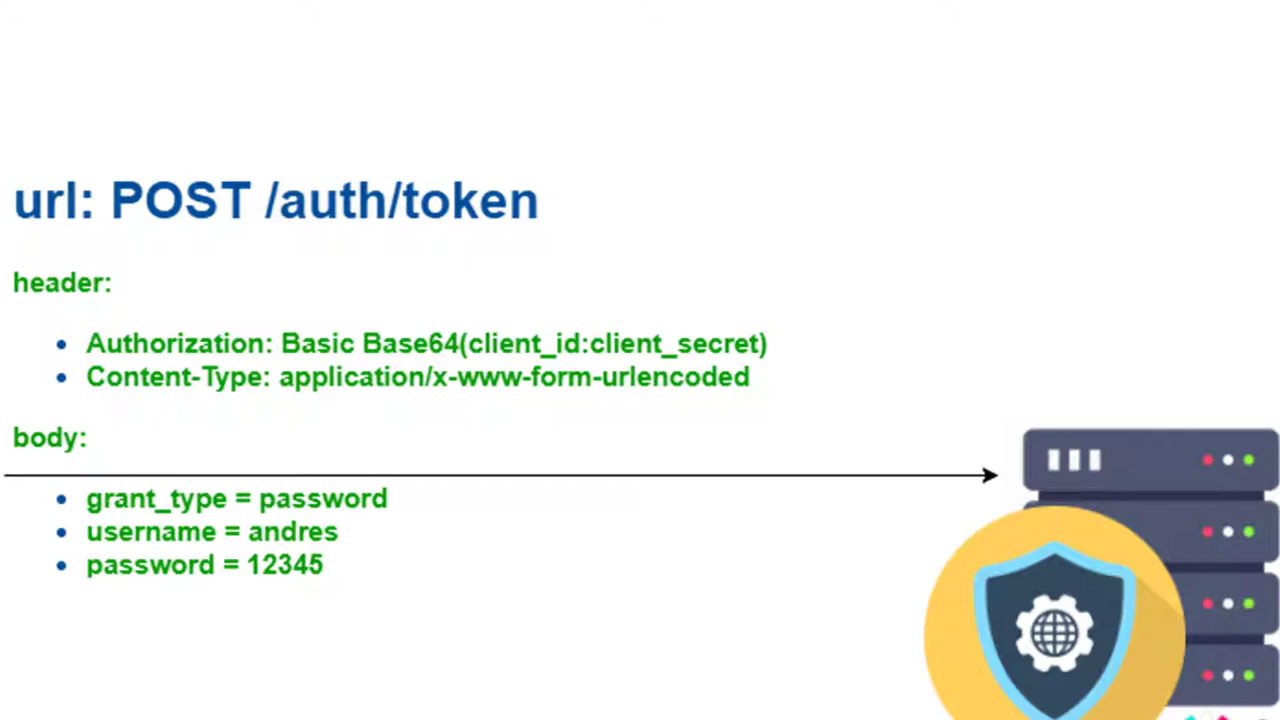 url: POST /auth/token
header:
Authorization: Basic Base64(client_id:client_secret)
Content-Type: application/x-www-form-urlencoded
body:
grant_type = password
username = andres
password = 12345